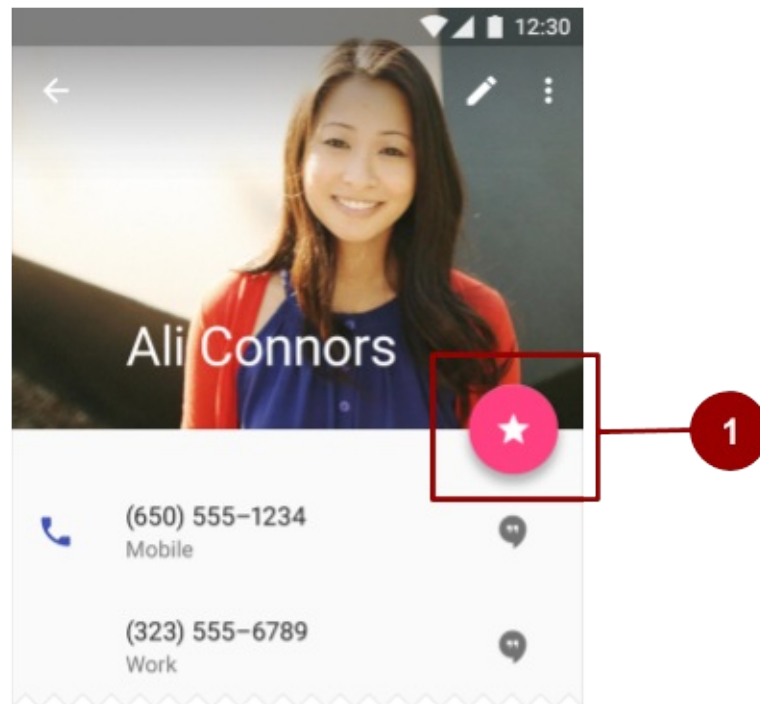 12:30
Ali Connors
1
(650) 555-1234
Mobile
(323) 555-6789
Work